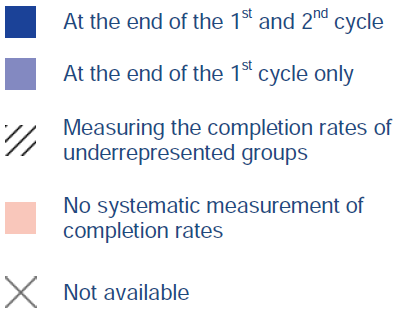 At the end of the 1st and 2nd cycle
At the end of the 1st cycle only
Measuring the completion rates of
underrepresented groups
No systematic measurement of
completion rates
Not available